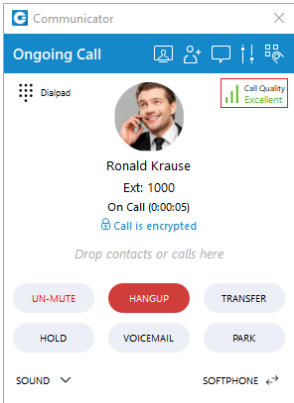 Communicator
Ongoing Call
Dialpad
Call Quality
Excellent
Ronald Krause
Ext: 1000
On Call (0:00:05)
Call is encrypted
Drop contacts or calls here
UN-MUTE HANGUP TRANSFER
HOLD VOICEMAIL PARK
SOUND SOFTPHONE